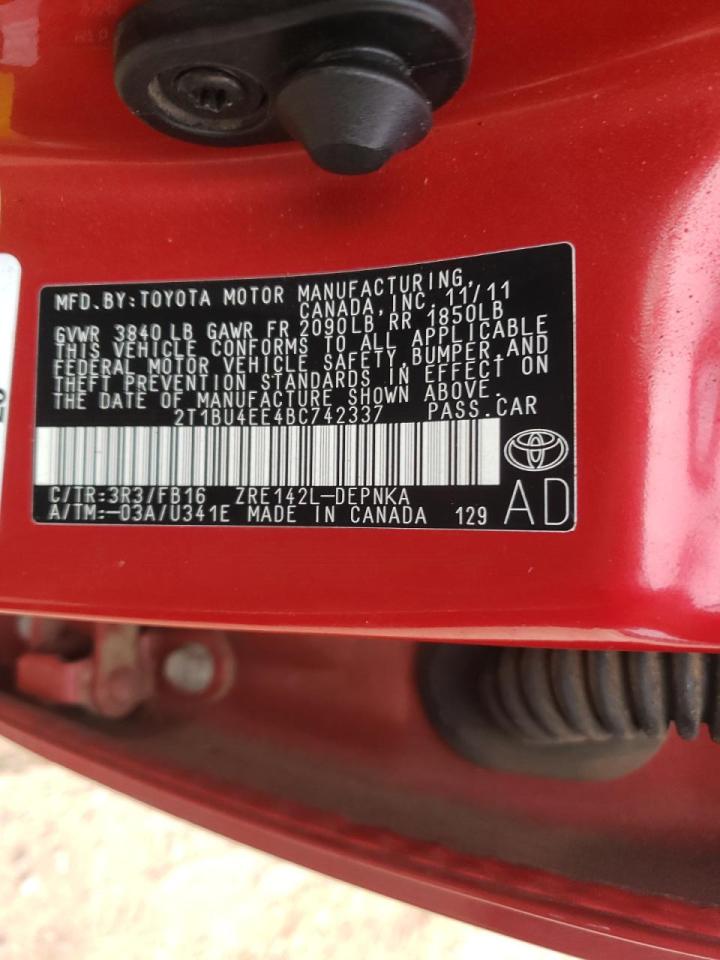 MFD.BY:TOYOTA MOTOR MANUFACTURING,
CANADA,INC. 11/11
GVWR 3840LB GAWR FR 2090LB RR 1850LB
THIS VEHICLE CONFORMS TO ALL APPLICABLE
FEDERAL MOTOR VEHICLE SAFETY,BUMPER,AND
THEFT PREVENTION STANDARDS IN EFFECT ON
THE DATE OF MANUFACTURE SHOWN ABOVE.
2T1BU4EE4BC742337 PASS.CAR
C/TR:3R3/FB16 ZRE142L-DEPNKA
A/TM:-03A/U341E MADE IN CANADA 129
AD